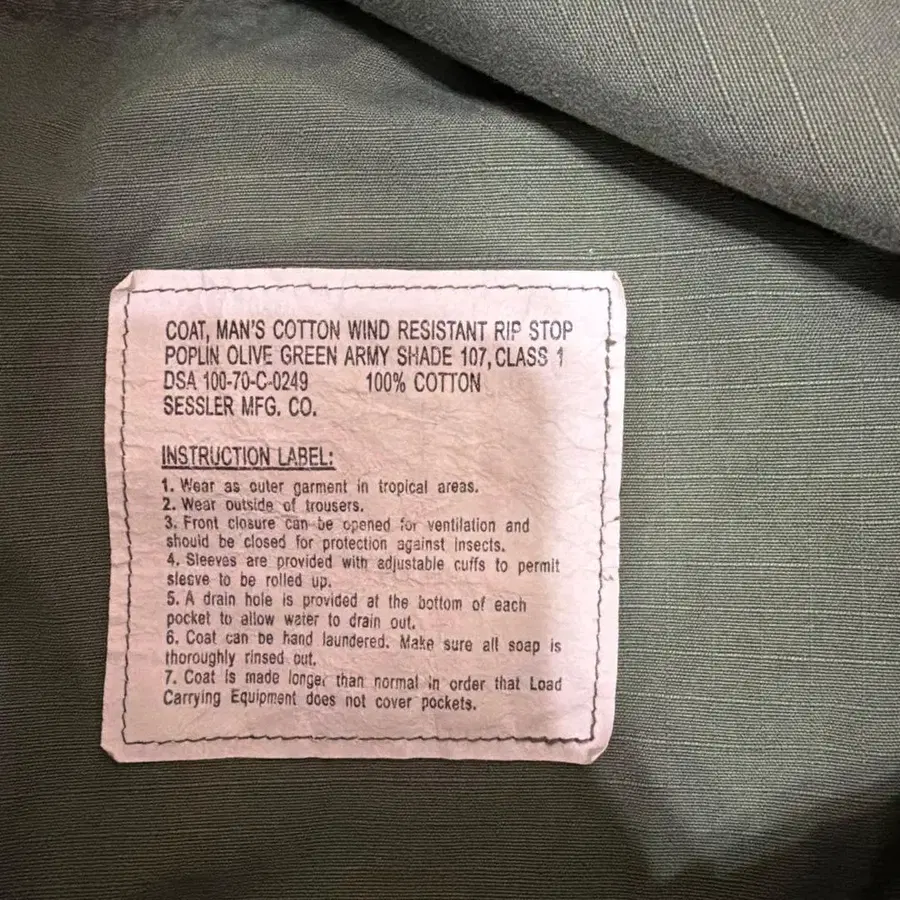 COAT, MAN'S COTTON WIND RESISTANT RIP STOP
POPLIN OLIVE GREEN ARMY SHADE 107, CLASS 1
DSA 100-70-C-0249 100% COTTON
SESSLER MFG. CO.
INSTRUCTION LABEL:
1. Wear as outer garment in tropical areas.
2. Wear outside of trousers.
3. Front closure can be opened for ventilation and
should be closed for protection against insects.
4. Sleeves are provided with adjustable cuffs to permit
sleeve to be rolled up.
5. A drain hole is provided at the bottom of each
pocket to allow water to drain out.
6. Coat can be hand laundered. Make sure all soap is
thoroughly rinsed out.
7. Coat is made longer than normal in order that Load
Carrying Equipment does not cover pockets.